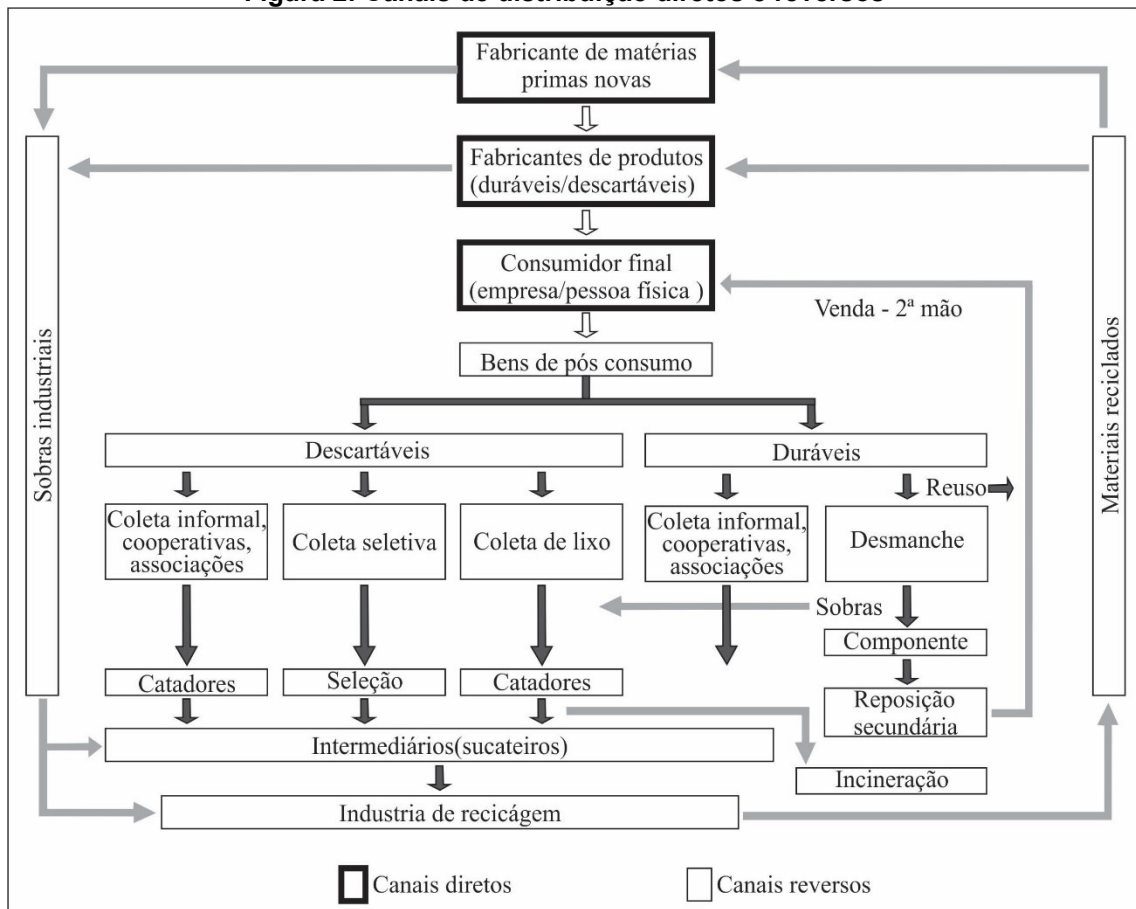 Figura 2: Canais de distribuição diretos e reversos
Fabricante de matérias
primas novas
Fabricantes de produtos
(duráveis/descartáveis)
Consumidor final
(empresa/pessoa física )
Venda - 2ª mão
Bens de pós consumo
Sobras industriais
Materiais reciclados
Descartáveis
Duráveis
Reuso
Coleta informal,
cooperativas,
associações
Coleta seletiva
Coleta de lixo
Coleta informal,
cooperativas,
associações
Desmanche
Sobras
Componente
Catadores
Seleção
Catadores
Reposição
secundária
Intermediários(sucateiros)
Incineração
Industria de recicágem
Canais diretos
Canais reversos